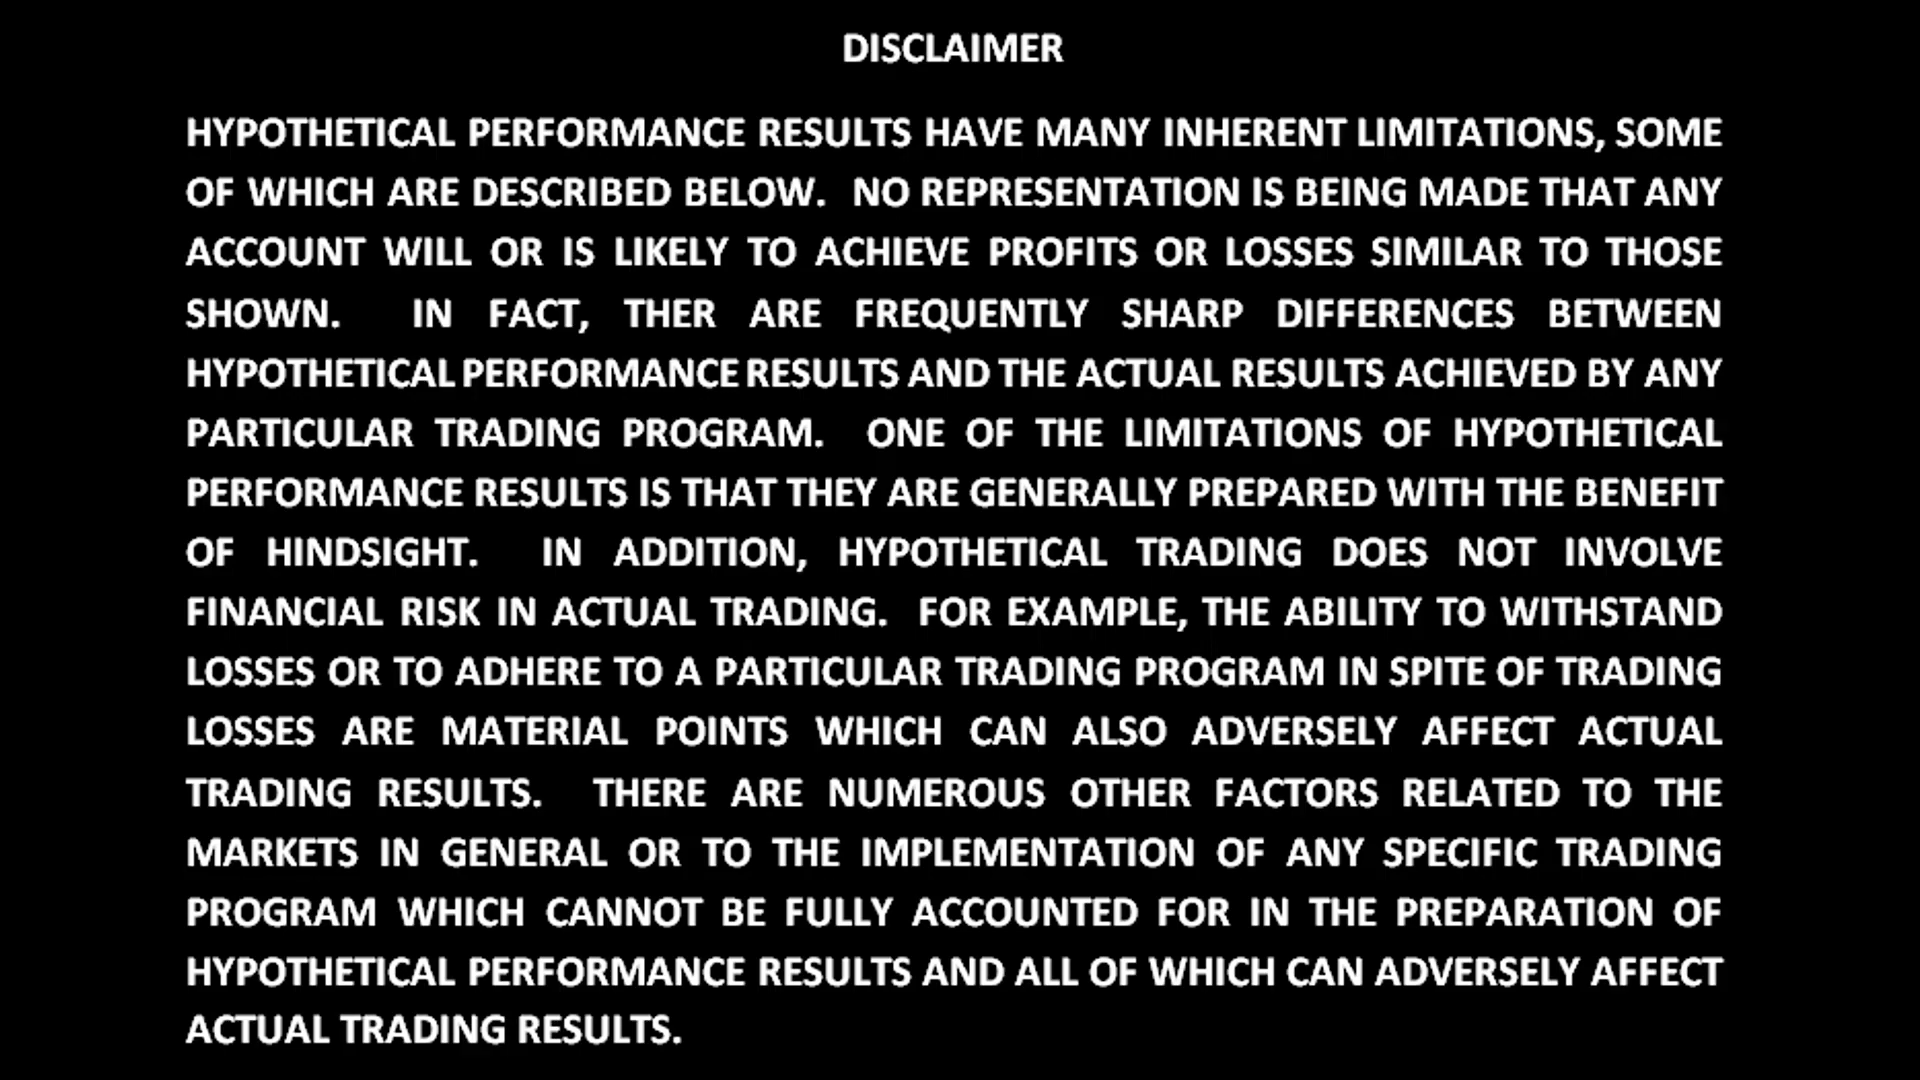 DISCLAIMER
HYPOTHETICAL PERFORMANCE RESULTS HAVE MANY INHERENT LIMITATIONS, SOME
OF WHICH ARE DESCRIBED BELOW. NO REPRESENTATION IS BEING MADE THAT ANY
ACCOUNT WILL OR IS LIKELY TO ACHIEVE PROFITS OR LOSSES SIMILAR TO THOSE
SHOWN. IN FACT, THER ARE FREQUENTLY SHARP DIFFERENCES BETWEEN
HYPOTHETICAL PERFORMANCE RESULTS AND THE ACTUAL RESULTS ACHIEVED BY ANY
PARTICULAR TRADING PROGRAM. ONE OF THE LIMITATIONS OF HYPOTHETICAL
PERFORMANCE RESULTS IS THAT THEY ARE GENERALLY PREPARED WITH THE BENEFIT
OF HINDSIGHT. IN ADDITION, HYPOTHETICAL TRADING DOES NOT INVOLVE
FINANCIAL RISK IN ACTUAL TRADING. FOR EXAMPLE, THE ABILITY TO WITHSTAND
LOSSES OR TO ADHERE TO A PARTICULAR TRADING PROGRAM IN SPITE OF TRADING
LOSSES ARE MATERIAL POINTS WHICH CAN ALSO ADVERSELY AFFECT ACTUAL
TRADING RESULTS. THERE ARE NUMEROUS OTHER FACTORS RELATED TO THE
MARKETS IN GENERAL OR TO THE IMPLEMENTATION OF ANY SPECIFIC TRADING
PROGRAM WHICH CANNOT BE FULLY ACCOUNTED FOR IN THE PREPARATION OF
HYPOTHETICAL PERFORMANCE RESULTS AND ALL OF WHICH CAN ADVERSELY AFFECT
ACTUAL TRADING RESULTS.